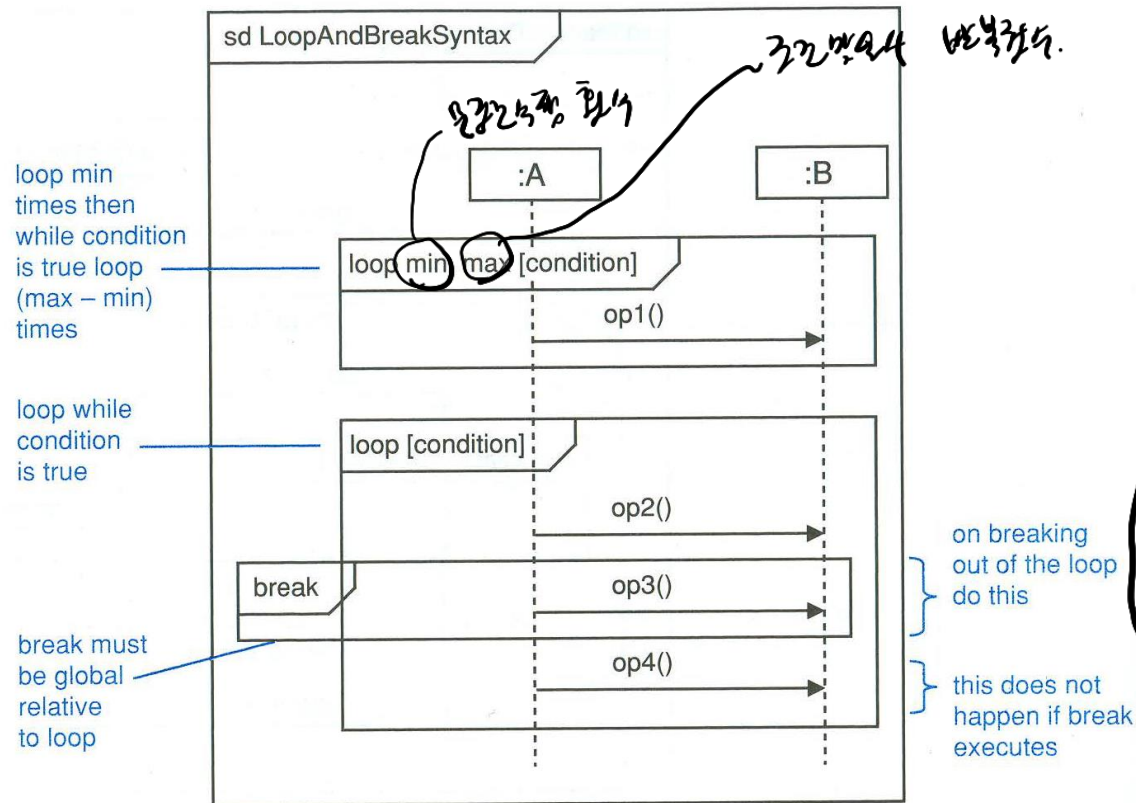 sd LoopAndBreakSyntax
:A
:B
loop min
times then
while condition
is true loop
(max – min)
times
loop min max [condition]
op1()
loop while
condition
is true
loop [condition]
op2()
break
op3()
on breaking
out of the loop
do this
break must
be global
relative
to loop
op4()
this does not
happen if break
executes